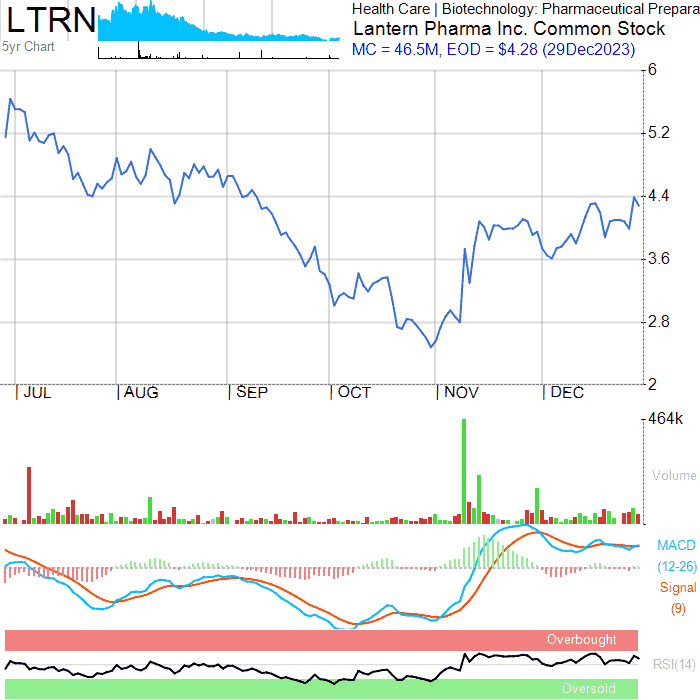 LTRN
5yr Chart
Health Care | Biotechnology: Pharmaceutical Prepara
Lantern Pharma Inc. Common Stock
MC = 46.5M, EOD = $4.28 (29Dec2023)
6
5.2
4.4
3.6
2.8
2
JUL AUG SEP OCT NOV DEC
464k
Volume
MACD
(12-26)
Signal
(9)
Overbought
RSI(14)
Oversold